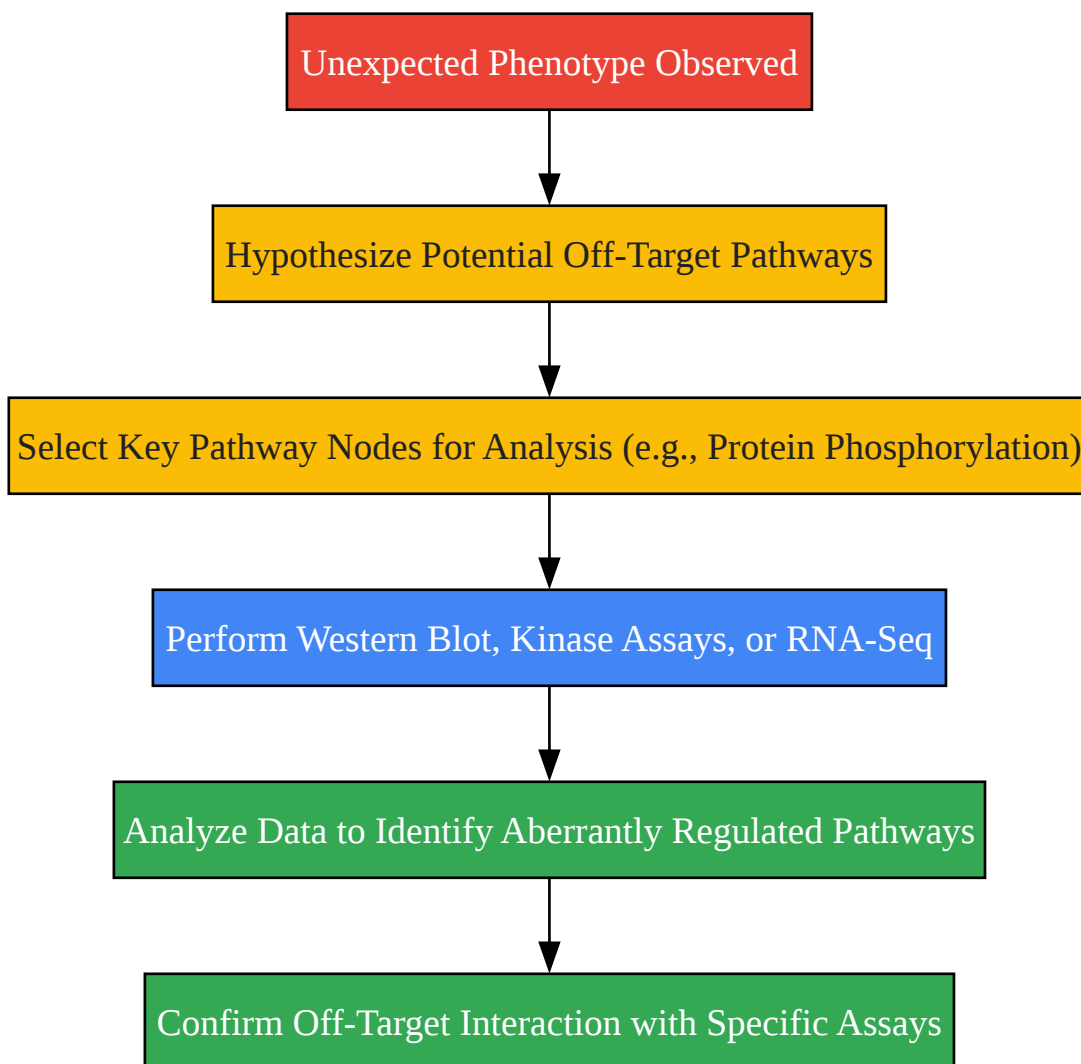 Unexpected Phenotype Observed
Hypothesize Potential Off-Target Pathways
Select Key Pathway Nodes for Analysis (e.g., Protein Phosphorylation)
Perform Western Blot, Kinase Assays, or RNA-Seq
Analyze Data to Identify Aberrantly Regulated Pathways
Confirm Off-Target Interaction with Specific Assays